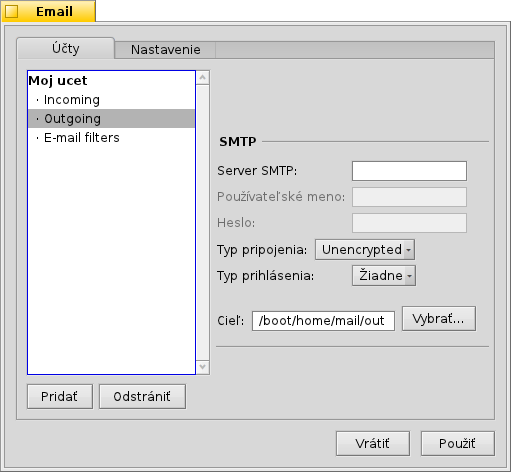 Email
Účty
Nastavenie
Moj ucet
· Incoming
· Outgoing
· E-mail filters
SMTP
Server SMTP:
Používateľské meno:
Heslo:
Typ pripojenia: Unencrypted
Typ prihlásenia: Žiadne
Cieľ: /boot/home/mail/out Vybrať...
Pridať Odstrániť
Vrátiť Použiť